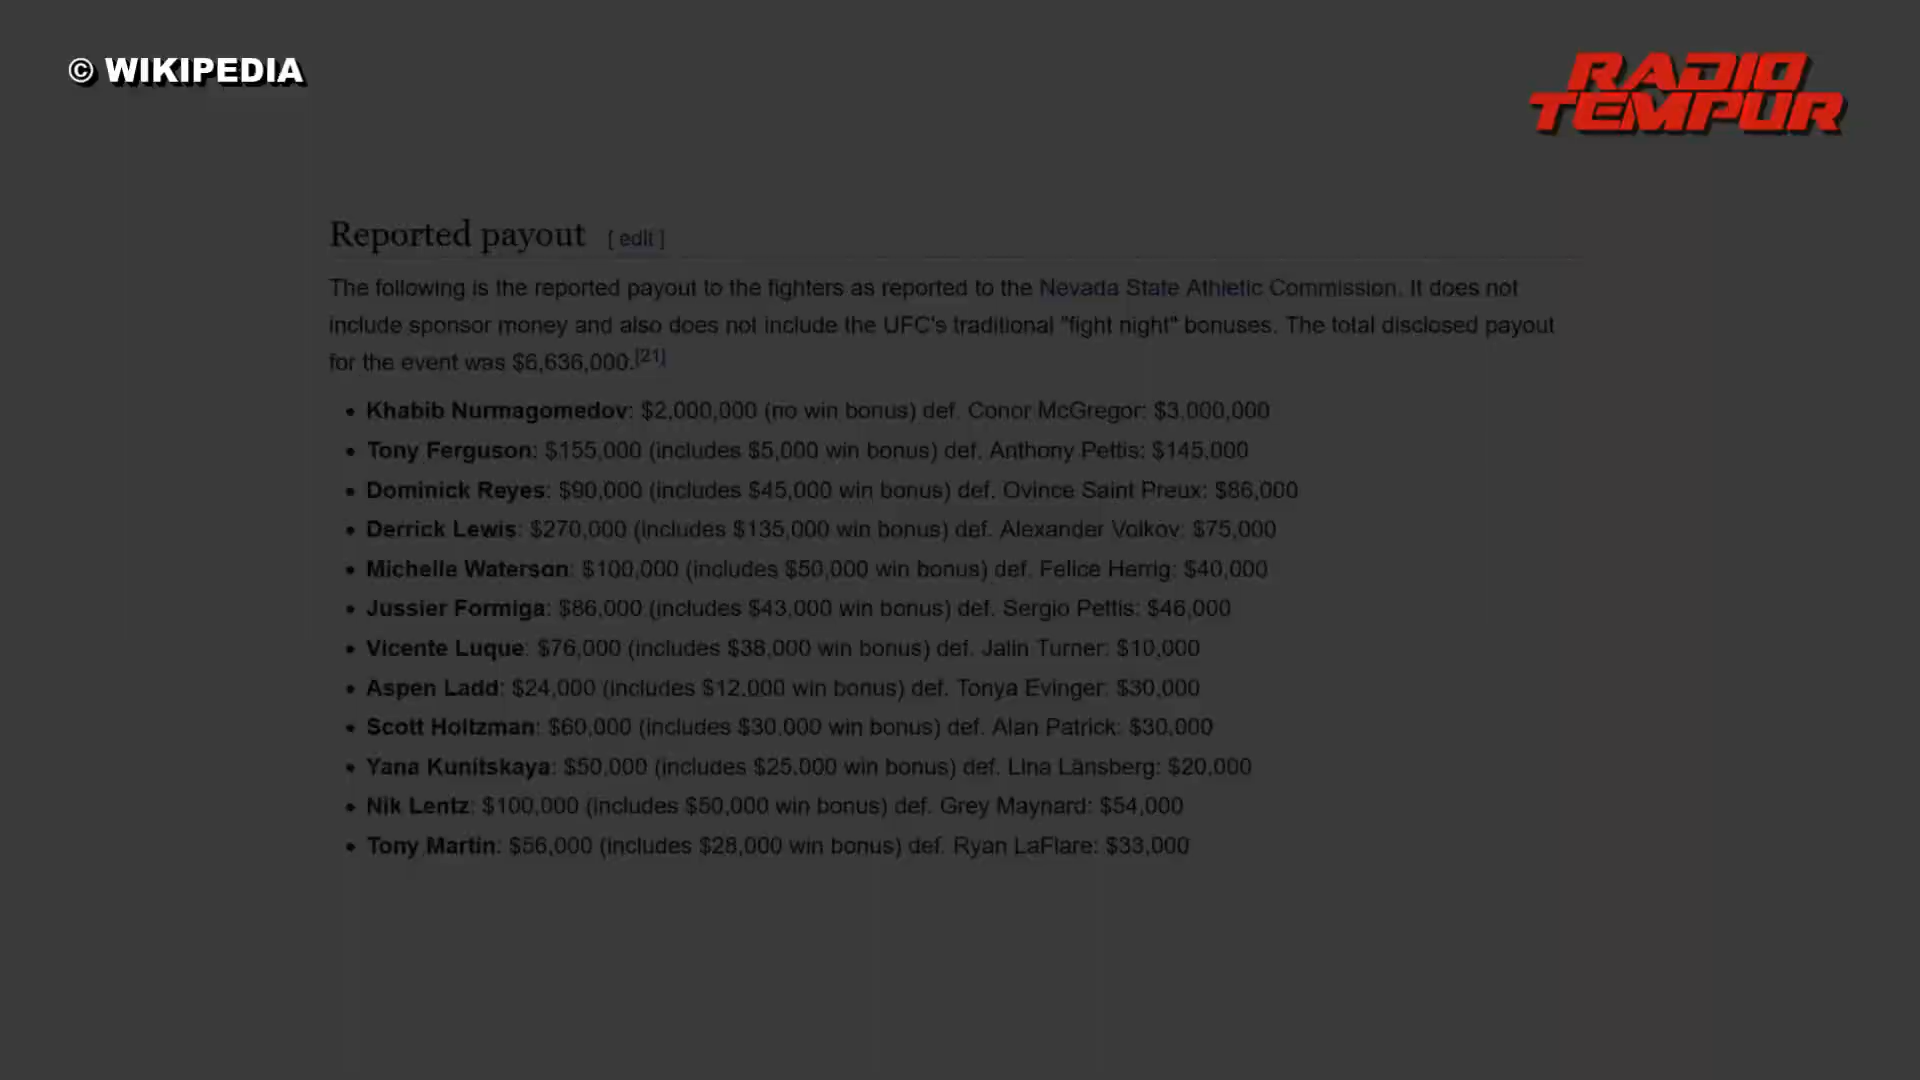 © WIKIPEDIA
RADIO
TEMPUR
Reported payout [ edit ]
The following is the reported payout to the fighters as reported to the Nevada State Athletic Commission. It does not
include sponsor money and also does not include the UFC's traditional "fight night" bonuses. The total disclosed payout
for the event was $6,636,000.[21]
• Khabib Nurmagomedov: $2,000,000 (no win bonus) def. Conor McGregor: $3,000,000
• Tony Ferguson: $155,000 (includes $5,000 win bonus) def. Anthony Pettis: $145,000
• Dominick Reyes: $90,000 (includes $45,000 win bonus) def. Ovince Saint Preux: $86,000
• Derrick Lewis: $270,000 (includes $135,000 win bonus) def. Alexander Volkov: $75,000
• Michelle Waterson: $100,000 (includes $50,000 win bonus) def. Felice Herrig: $40,000
• Jussier Formiga: $86,000 (includes $43,000 win bonus) def. Sergio Pettis: $46,000
• Vicente Luque: $76,000 (includes $38,000 win bonus) def. Jalin Turner: $10,000
• Aspen Ladd: $24,000 (includes $12,000 win bonus) def. Tonya Evinger: $30,000
• Scott Holtzman: $60,000 (includes $30,000 win bonus) def. Alan Patrick: $30,000
• Yana Kunitskaya: $50,000 (includes $25,000 win bonus) def. Lina Länsberg: $20,000
• Nik Lentz: $100,000 (includes $50,000 win bonus) def. Grey Maynard: $54,000
• Tony Martin: $56,000 (includes $28,000 win bonus) def. Ryan LaFlare: $33,000